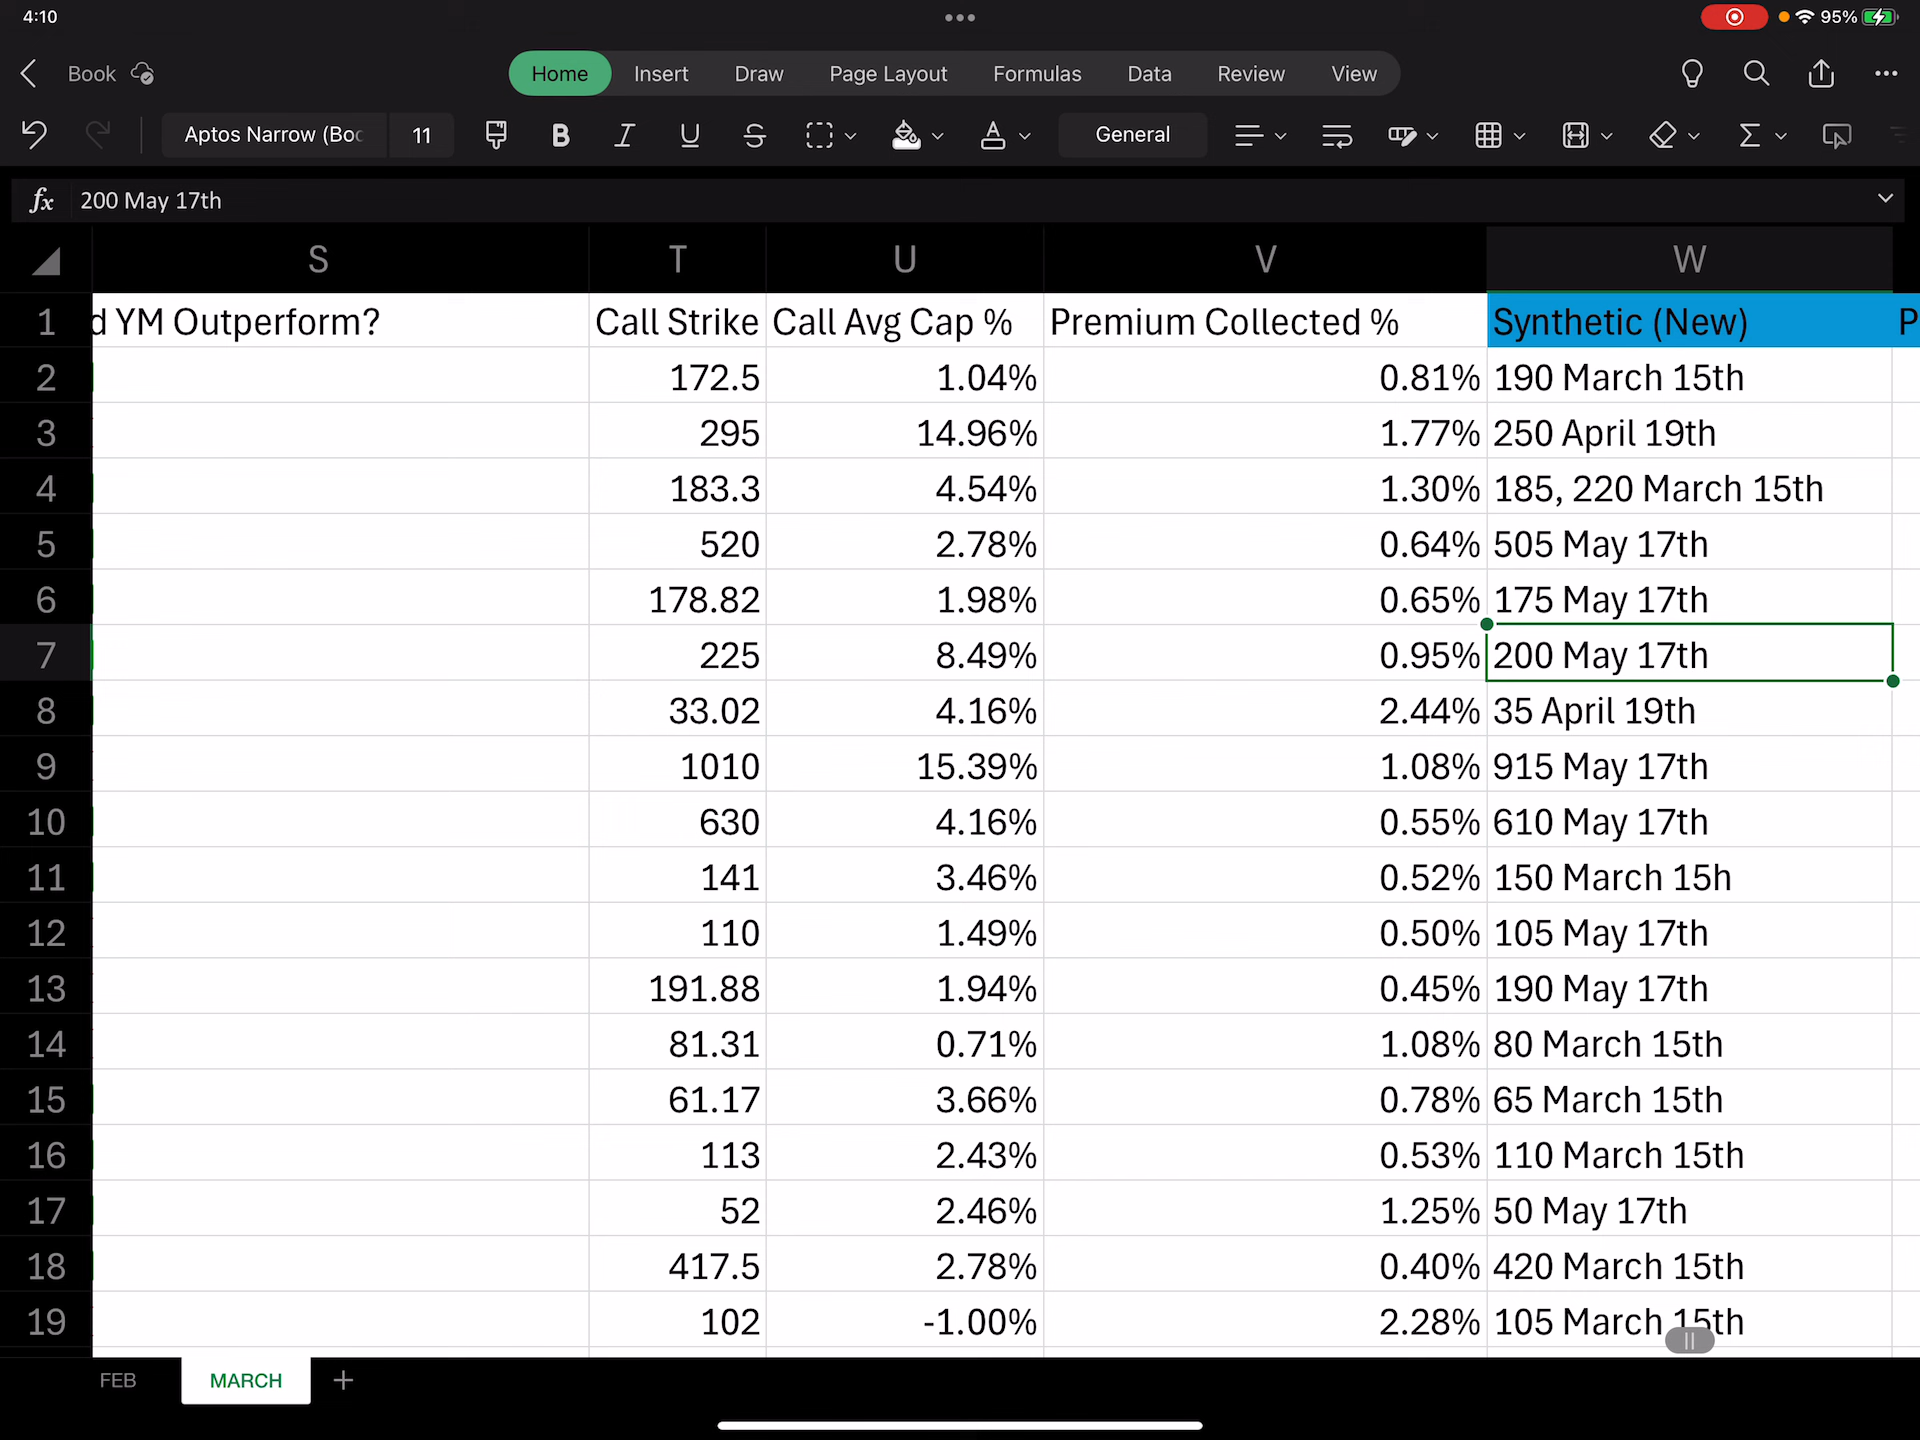 4:10
95%
Book
Home Insert Draw Page Layout Formulas Data Review View
Aptos Narrow (Boc 11 B I U S A General
fx 200 May 17th
S T U V W
1 d YM Outperform? Call Strike Call Avg Cap % Premium Collected % Synthetic (New) P
2 172.5 1.04% 0.81% 190 March 15th
3 295 14.96% 1.77% 250 April 19th
4 183.3 4.54% 1.30% 185, 220 March 15th
5 520 2.78% 0.64% 505 May 17th
6 178.82 1.98% 0.65% 175 May 17th
7 225 8.49% 0.95% 200 May 17th
8 33.02 4.16% 2.44% 35 April 19th
9 1010 15.39% 1.08% 915 May 17th
10 630 4.16% 0.55% 610 May 17th
11 141 3.46% 0.52% 150 March 15h
12 110 1.49% 0.50% 105 May 17th
13 191.88 1.94% 0.45% 190 May 17th
14 81.31 0.71% 1.08% 80 March 15th
15 61.17 3.66% 0.78% 65 March 15th
16 113 2.43% 0.53% 110 March 15th
17 52 2.46% 1.25% 50 May 17th
18 417.5 2.78% 0.40% 420 March 15th
19 102 -1.00% 2.28% 105 March 15th
FEB MARCH